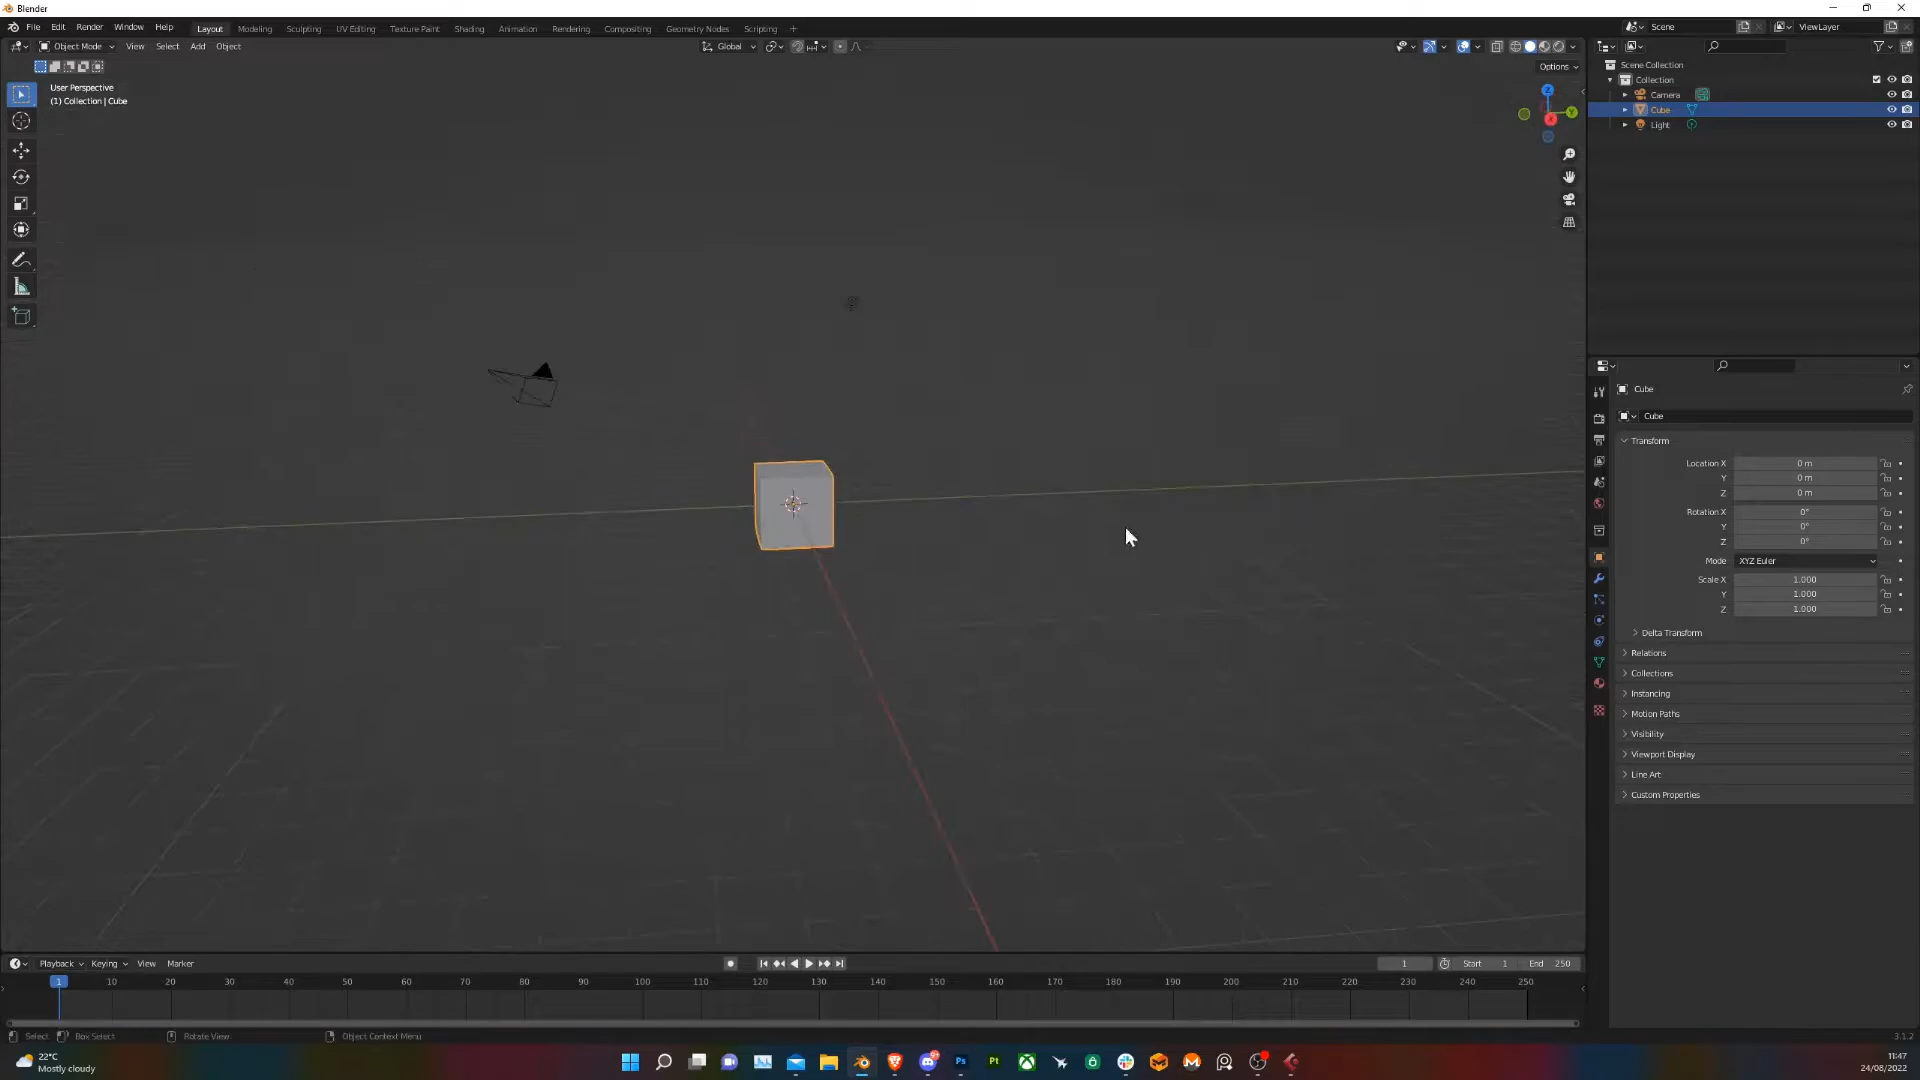 Blender
File Edit Render Window Help Layout Modeling Sculpting UV Editing Texture Paint Shading Animation Rendering Compositing Geometry Nodes Scripting +
Scene ViewLayer
Object Mode View Select Add Object Global
Options
User Perspective
(1) Collection | Cube
Z
Y
X
Scene Collection
Collection
Camera
Cube
Light
Cube
Cube
Transform
Location X 0 m
Y 0 m
Z 0 m
Rotation X 0°
Y 0°
Z 0°
Mode XYZ Euler
Scale X 1.000
Y 1.000
Z 1.000
Delta Transform
Relations
Collections
Instancing
Motion Paths
Visibility
Viewport Display
Line Art
Custom Properties
Playback Keying View Marker 1 Start 1 End 250
1 10 20 30 40 50 60 70 80 90 100 110 120 130 140 150 160 170 180 190 200 210 220 230 240 250
Select Box Select Rotate View Object Context Menu 3.1.2
22°C
Mostly cloudy
Ps Pt
11:47
24/08/2022